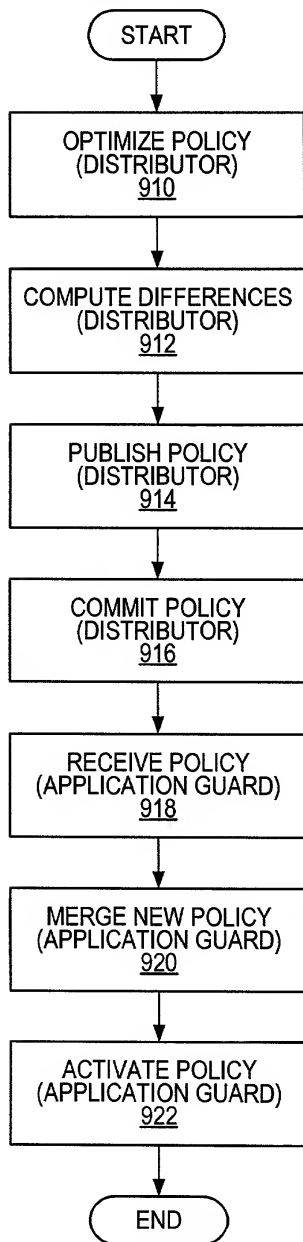 START
OPTIMIZE POLICY
(DISTRIBUTOR)
910
COMPUTE DIFFERENCES
(DISTRIBUTOR)
912
PUBLISH POLICY
(DISTRIBUTOR)
914
COMMIT POLICY
(DISTRIBUTOR)
916
RECEIVE POLICY
(APPLICATION GUARD)
918
MERGE NEW POLICY
(APPLICATION GUARD)
920
ACTIVATE POLICY
(APPLICATION GUARD)
922
END